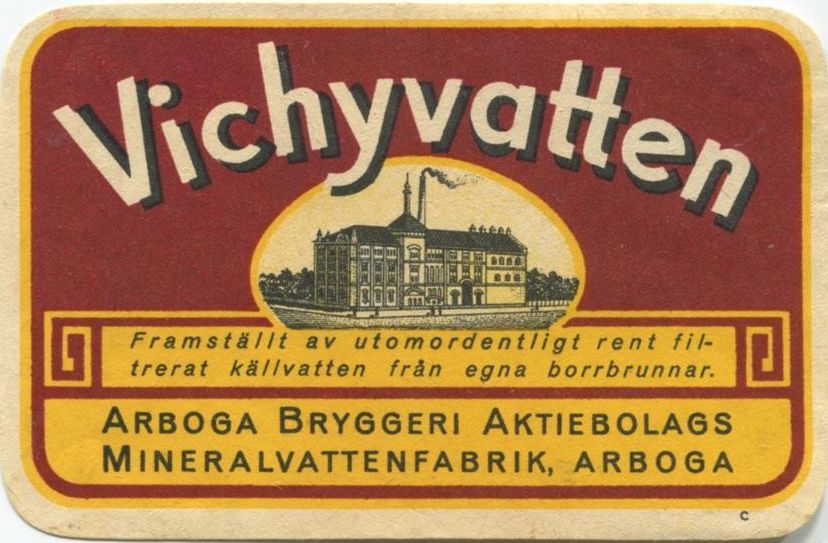 Vichyvatten
Framställt av utomordentligt rent fil-
trerat källvatten från egna borrbrunnar.
ARBOGA BRYGGERI AKTIEBOLAGS
MINERALVATTENFABRIK, ARBOGA
C